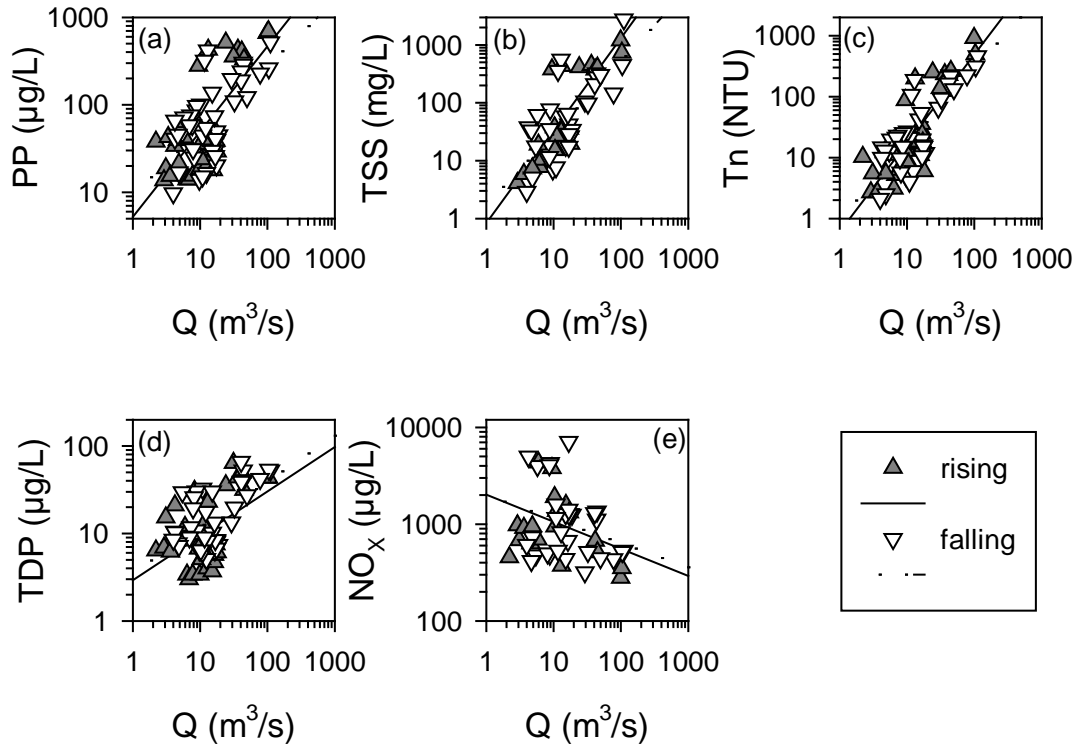 PP (µg/L)
1000
100
10
(a)
1 10 100 1000
Q (m³/s)
TSS (mg/L)
1000
100
10
1
(b)
1 10 100 1000
Q (m³/s)
Tn (NTU)
1000
100
10
1
(c)
1 10 100 1000
Q (m³/s)
TDP (µg/L)
100
10
1
(d)
1 10 100 1000
Q (m³/s)
NOX (µg/L)
10000
1000
100
(e)
1 10 100 1000
Q (m³/s)
rising
falling